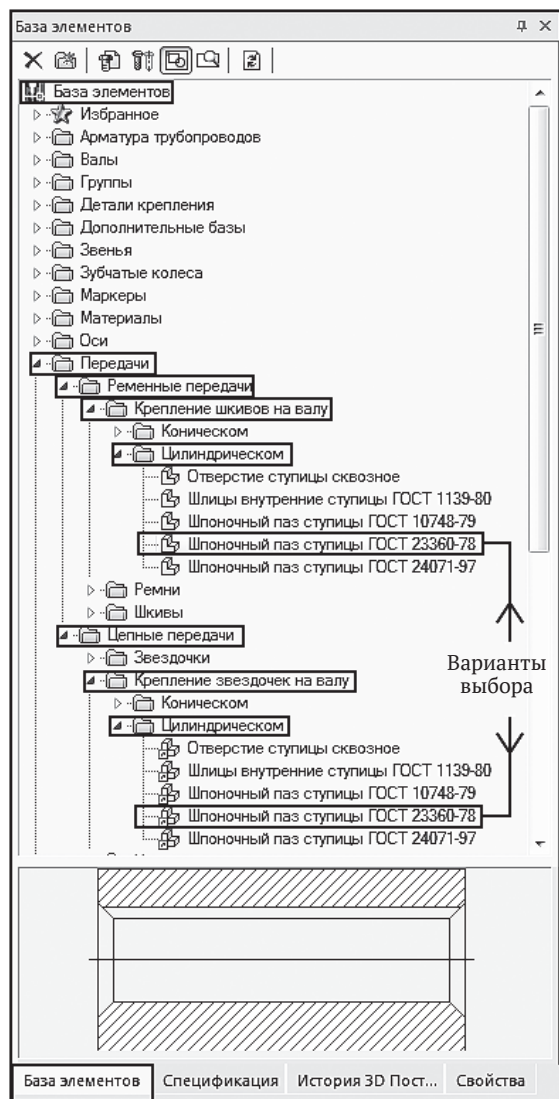 База элементов
База элементов
Избранное
Арматура трубопроводов
Валы
Группы
Детали крепления
Дополнительные базы
Звенья
Зубчатые колеса
Маркеры
Материалы
Оси
Передачи
Ременные передачи
Крепление шкивов на валу
Коническом
Цилиндрическом
Отверстие ступицы сквозное
Шлицы внутренние ступицы ГОСТ 1139-80
Шпоночный паз ступицы ГОСТ 10748-79
Шпоночный паз ступицы ГОСТ 23360-78
Шпоночный паз ступицы ГОСТ 24071-97
Ремни
Шкивы
Цепные передачи
Звездочки
Варианты
выбора
Крепление звездочек на валу
Коническом
Цилиндрическом
Отверстие ступицы сквозное
Шлицы внутренние ступицы ГОСТ 1139-80
Шпоночный паз ступицы ГОСТ 10748-79
Шпоночный паз ступицы ГОСТ 23360-78
Шпоночный паз ступицы ГОСТ 24071-97
База элементов Спецификация История 3D Пост... Свойства